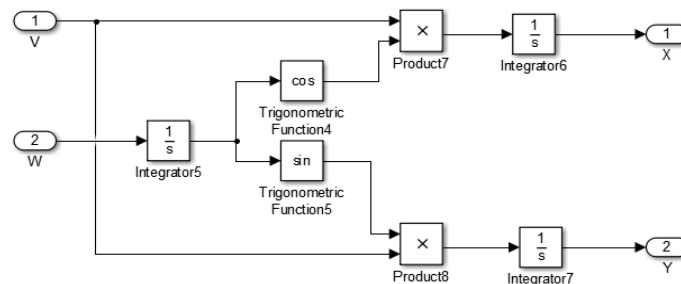 1
V
×
Product7
1
s
Integrator6
1
X
cos
Trigonometric
Function4
2
W
1
s
Integrator5
sin
Trigonometric
Function5
×
Product8
1
s
Integrator7
2
Y